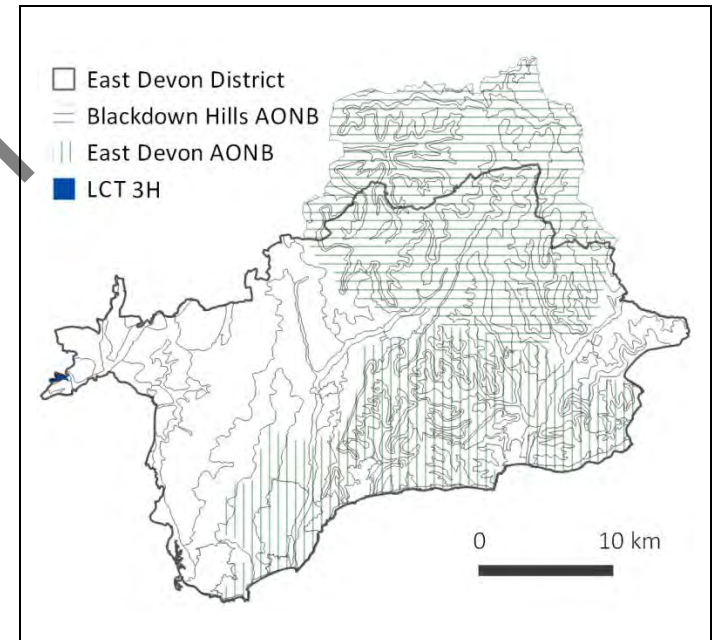 East Devon District
Blackdown Hills AONB
East Devon AONB
LCT 3H
0 10 km